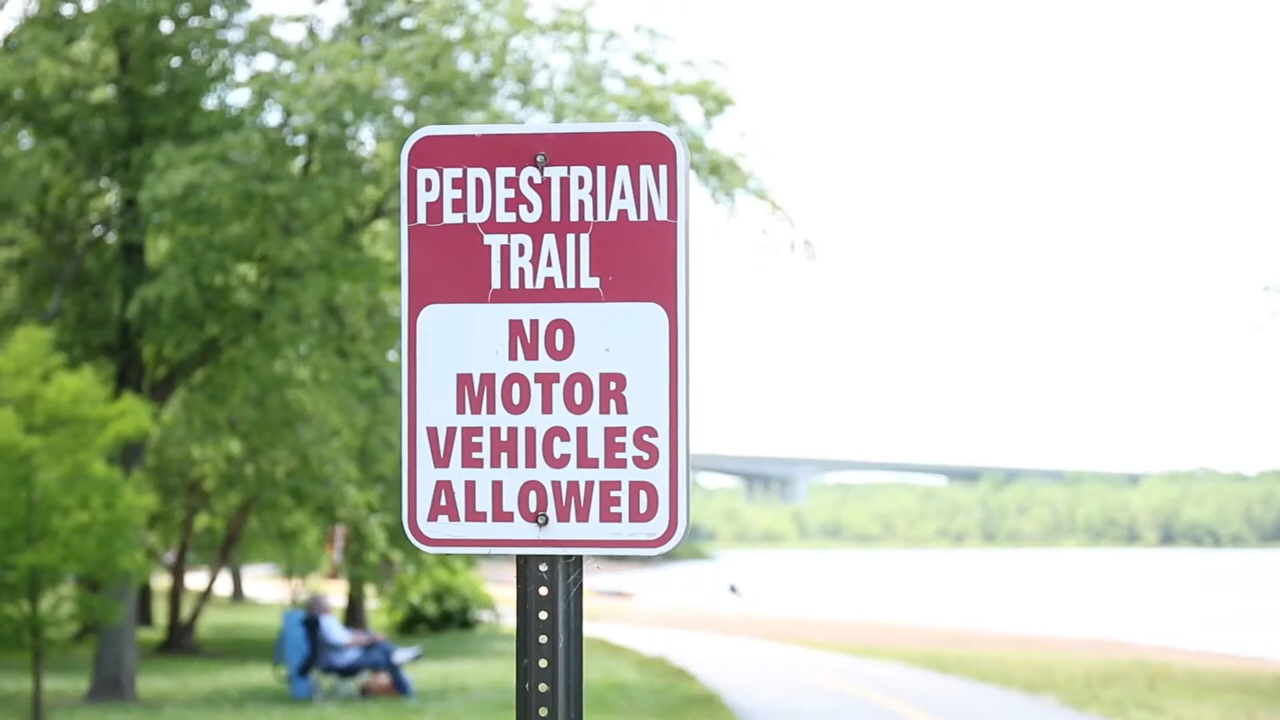 PEDESTRIAN
TRAIL
NO
MOTOR
VEHICLES
ALLOWED